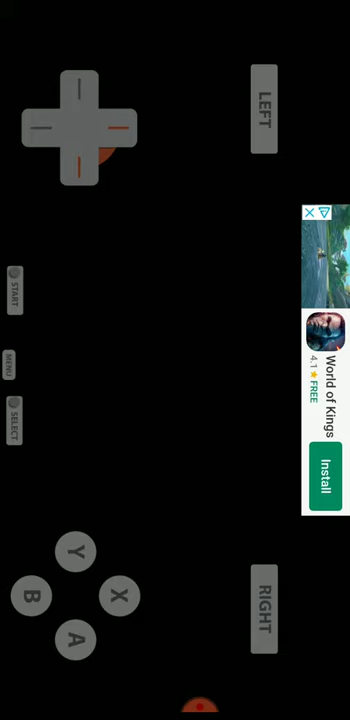 LEFT
World of Kings
4.1 ★ FREE
Install
START
MENU
SELECT
Y
B
X
A
RIGHT